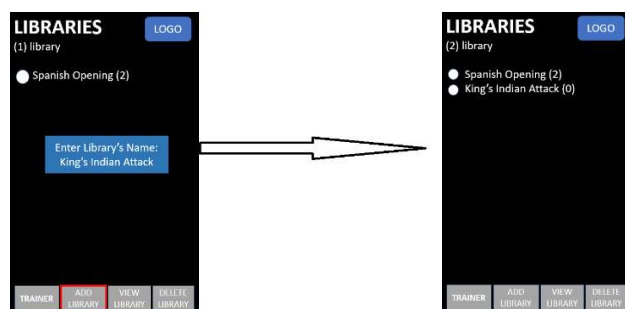 LIBRARIES
LOGO
(1) library
Spanish Opening (2)
Enter Library's Name:
King's Indian Attack
TRAINER
ADD
LIBRARY
VIEW
LIBRARY
DELETE
LIBRARY
LIBRARIES
LOGO
(2) library
Spanish Opening (2)
King's Indian Attack (0)
TRAINER
ADD
LIBRARY
VIEW
LIBRARY
DELETE
LIBRARY